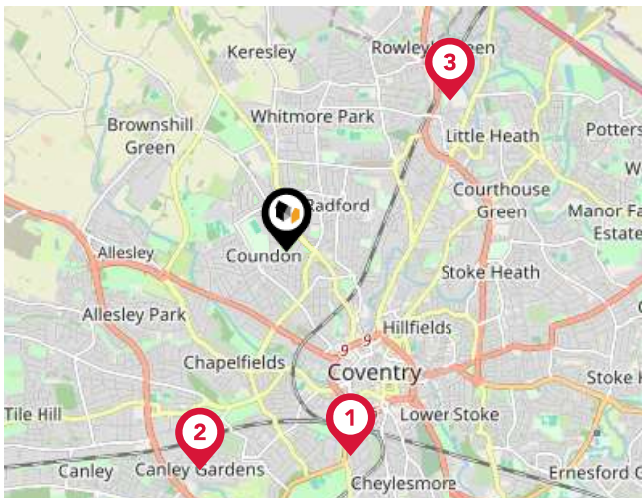 Keresley
Rowley Green
3
Whitmore Park
Brownshill
Green
Little Heath
Potters
W
Radford
Courthouse
Green
Manor Fa
Estate
Allesley
Coundon
Stoke Heath
Allesley Park
Hillfields
9
9
Chapelfields
Coventry
Stoke H
1
Lower Stoke
Tile Hill
2
Canley
Canley Gardens
Cheylesmore
Ernesford G